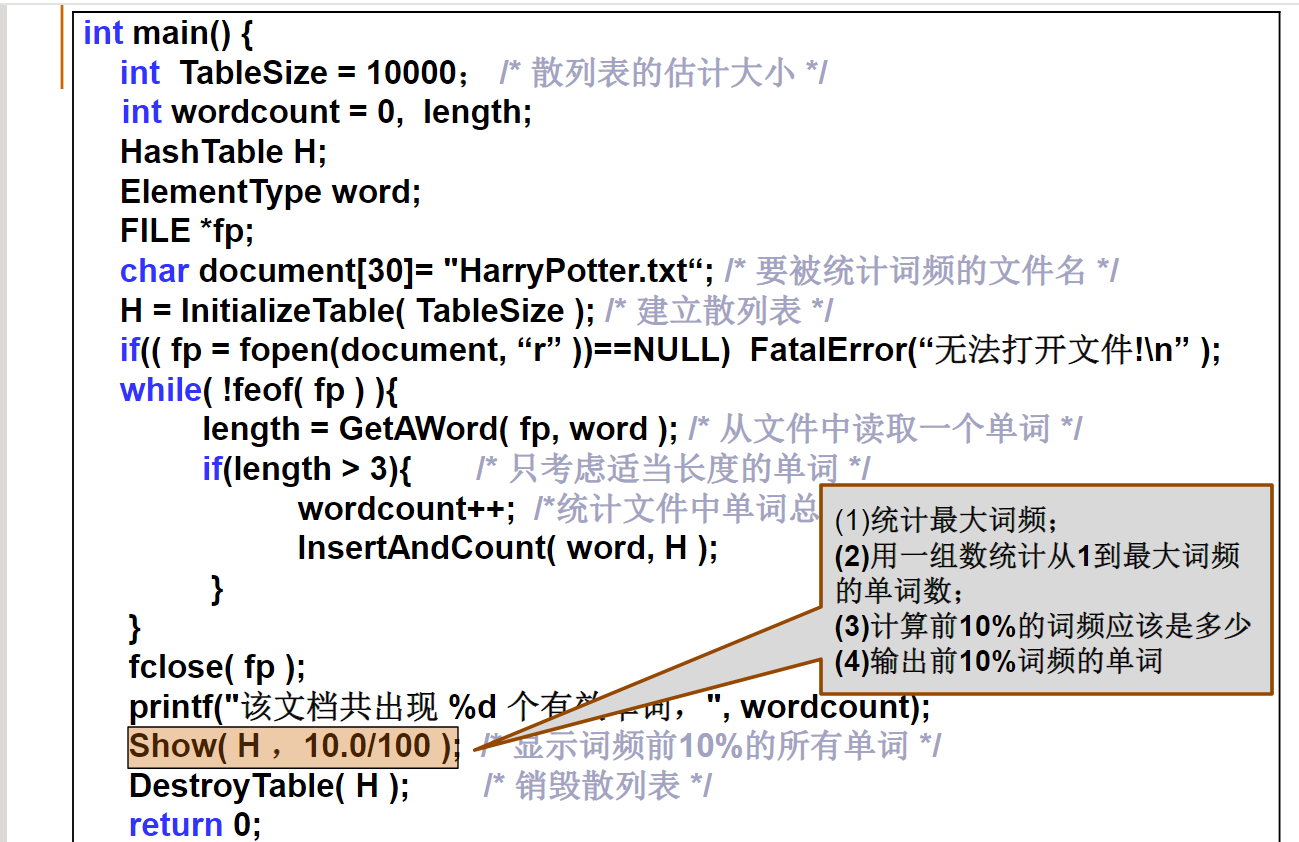 int main() {
int TableSize = 10000； /* 散列表的估计大小 */
int wordcount = 0, length;
HashTable H;
ElementType word;
FILE *fp;
char document[30]= "HarryPotter.txt“; /* 要被统计词频的文件名 */
H = InitializeTable( TableSize ); /* 建立散列表 */
if(( fp = fopen(document, “r” ))==NULL) FatalError(“无法打开文件!\n” );
while( !feof( fp ) ){
length = GetAWord( fp, word ); /* 从文件中读取一个单词 */
if(length > 3){ /* 只考虑适当长度的单词 */
wordcount++; /*统计文件中单词总
InsertAndCount( word, H );
}
}
fclose( fp );
printf("该文档共出现 %d 个有效单词，", wordcount);
Show( H ，10.0/100 ); /* 显示词频前10%的所有单词 */
DestroyTable( H ); /* 销毁散列表 */
return 0;
(1)统计最大词频；
(2)用一组数统计从1到最大词频
的单词数；
(3)计算前10%的词频应该是多少
(4)输出前10%词频的单词